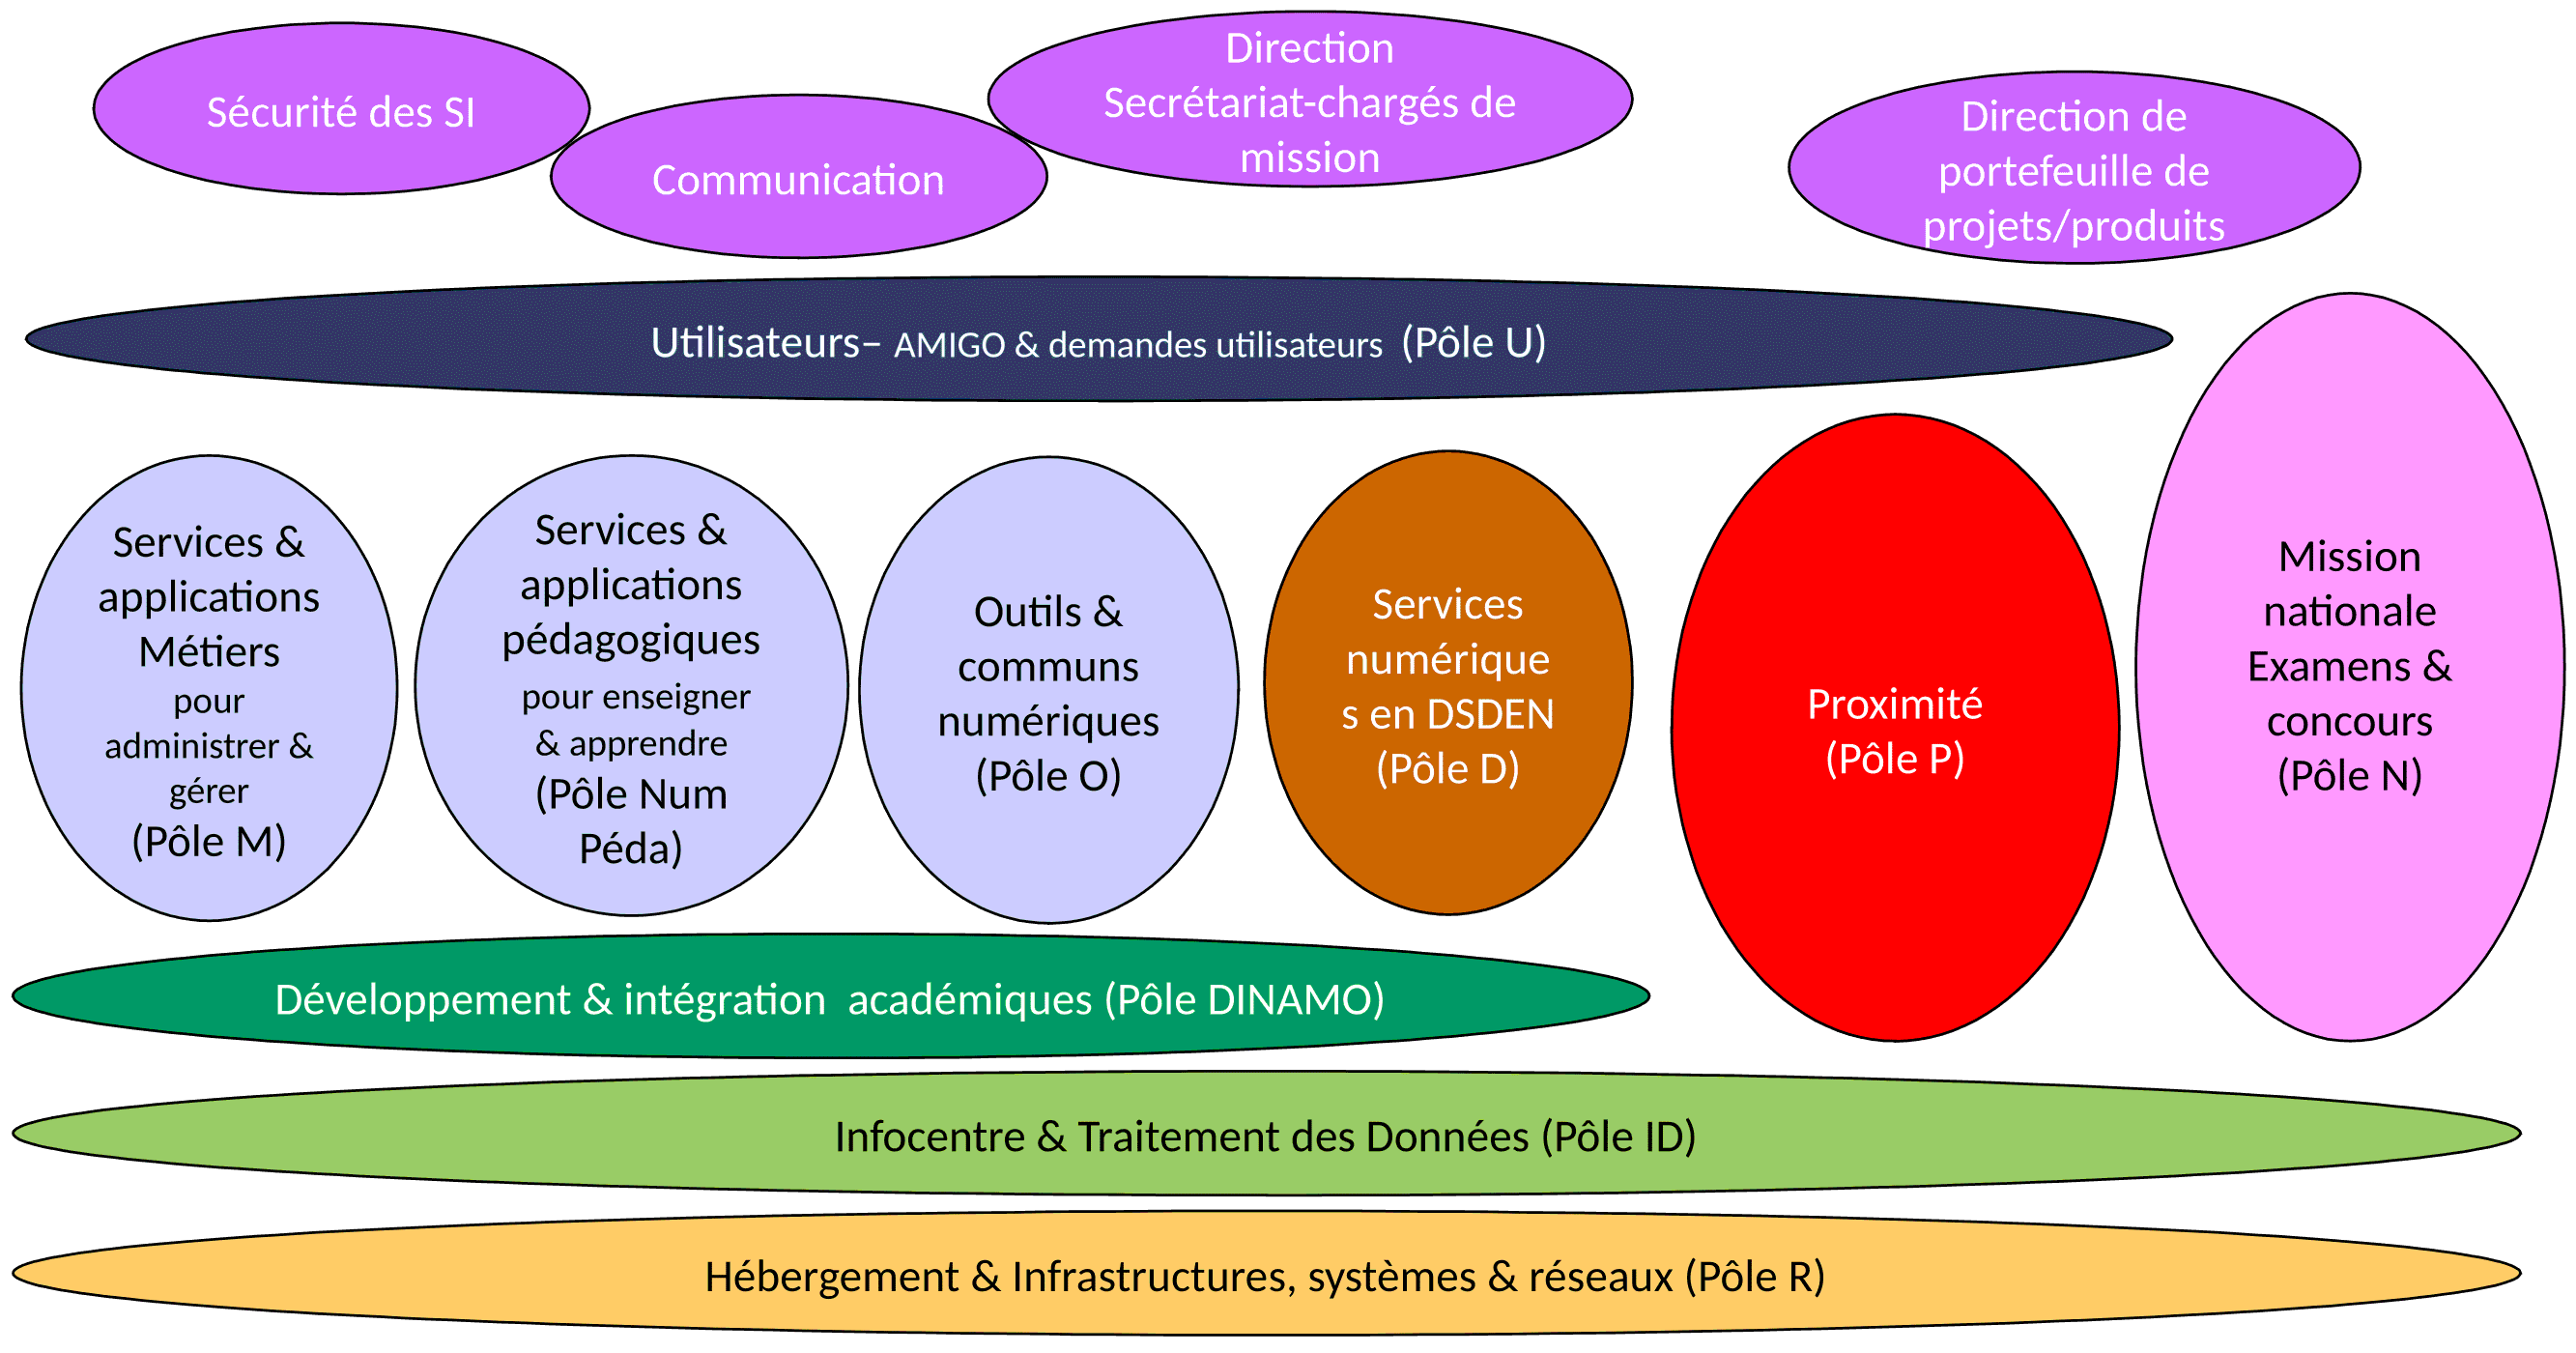 Sécurité des SI
Communication
Direction
Secrétariat-chargés de
mission
Direction de
portefeuille de
projets/produits
Utilisateurs– AMIGO & demandes utilisateurs (Pôle U)
Services &
applications
Métiers
pour
administrer &
gérer
(Pôle M)
Services &
applications
pédagogiques
pour enseigner
& apprendre
(Pôle Num
Péda)
Outils &
communs
numériques
(Pôle O)
Services
numérique
s en DSDEN
(Pôle D)
Proximité
(Pôle P)
Mission
nationale
Examens &
concours
(Pôle N)
Développement & intégration académiques (Pôle DINAMO)
Infocentre & Traitement des Données (Pôle ID)
Hébergement & Infrastructures, systèmes & réseaux (Pôle R)